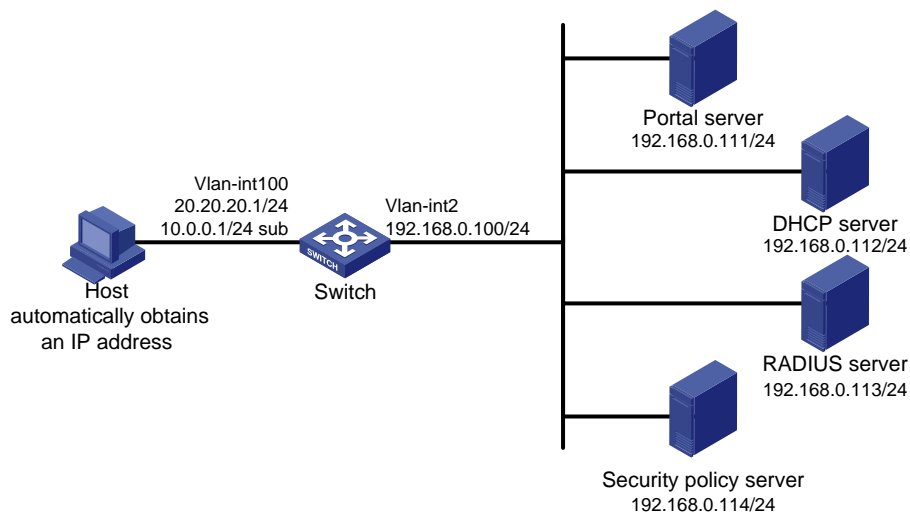 Portal server
192.168.0.111/24
Vlan-int100
20.20.20.1/24
10.0.0.1/24 sub
Vlan-int2
192.168.0.100/24
DHCP server
192.168.0.112/24
SWITCH
Host
automatically obtains
an IP address
Switch
RADIUS server
192.168.0.113/24
Security policy server
192.168.0.114/24